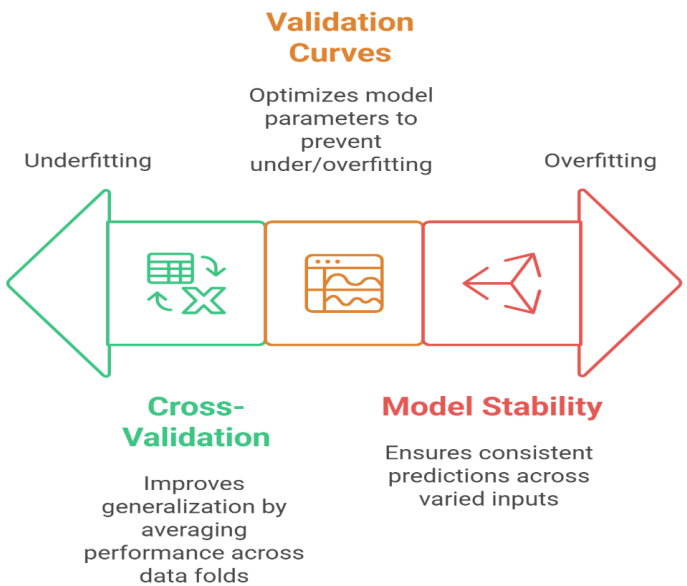 Validation
Curves
Optimizes model
parameters to
prevent
under/overfitting
Underfitting
Overfitting
Cross-
Validation
Improves
generalization by
averaging
performance across
data folds
Model Stability
Ensures consistent
predictions across
varied inputs